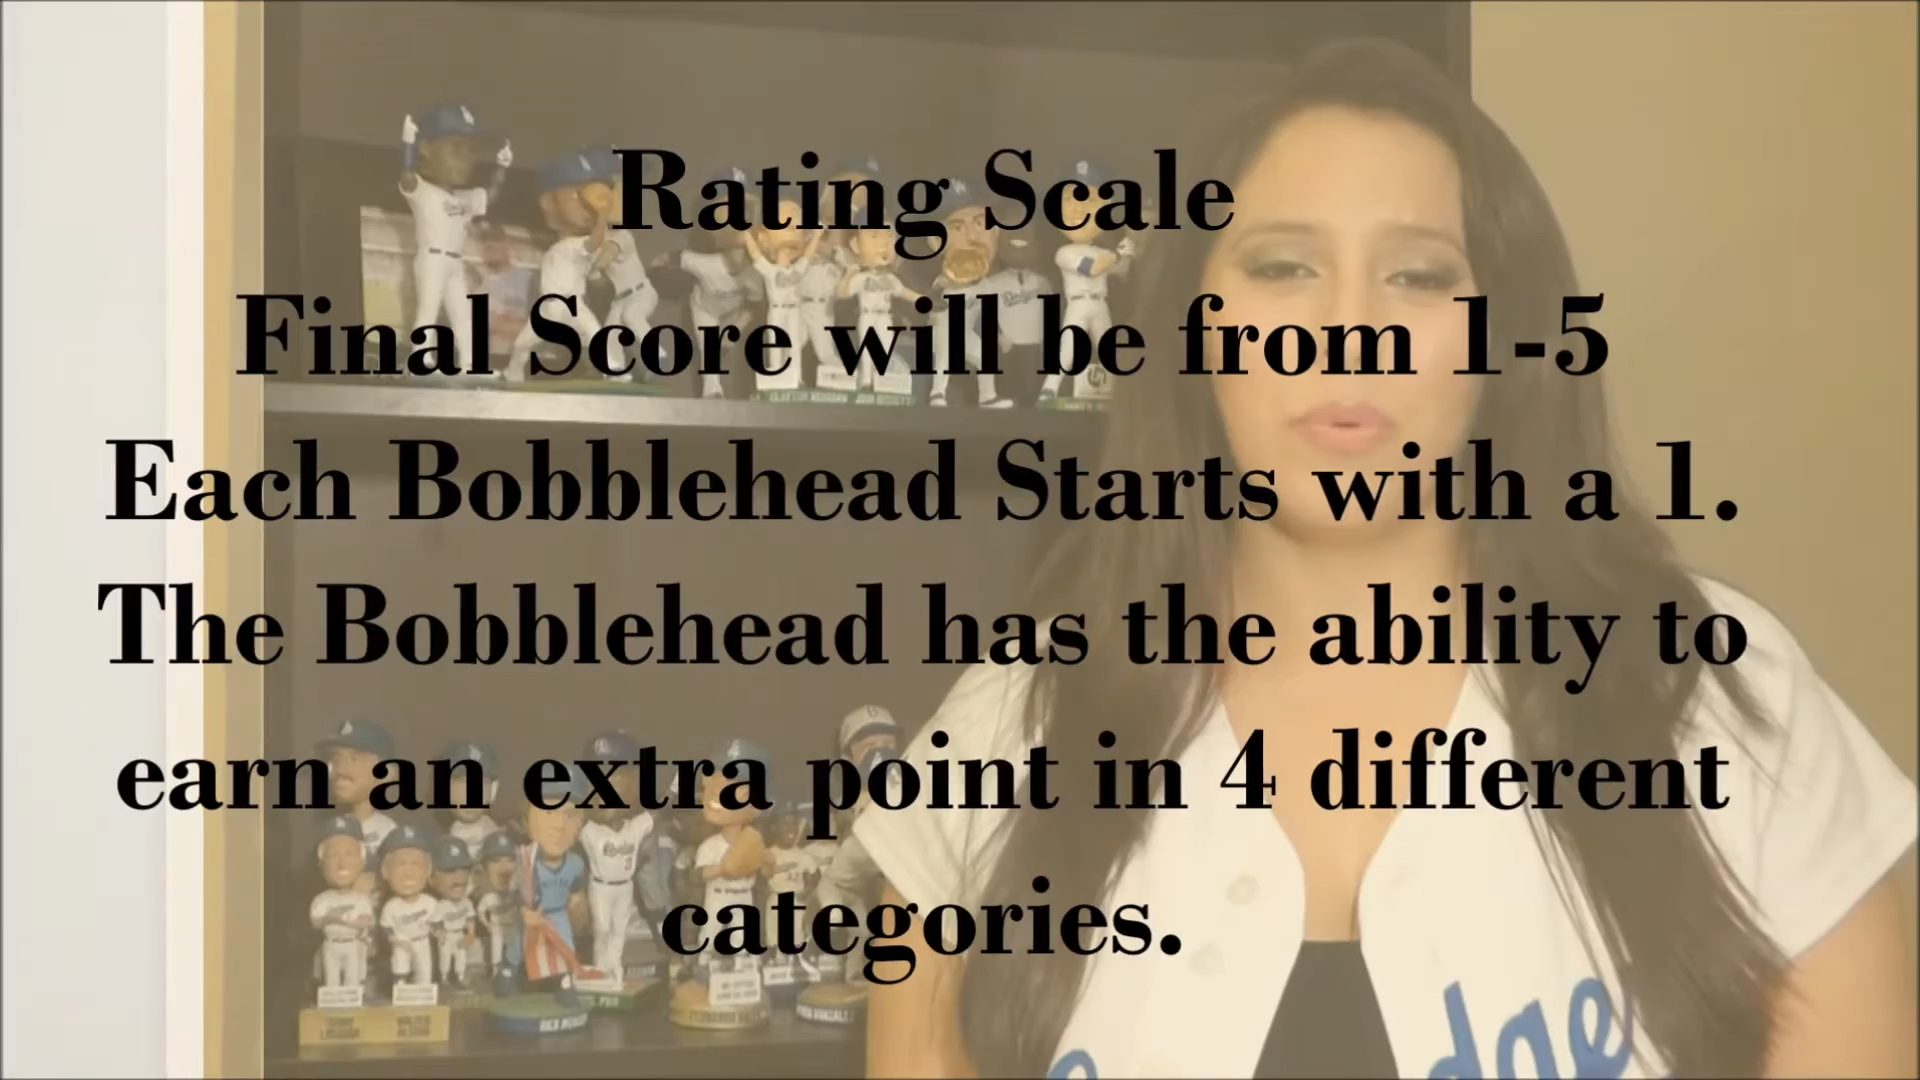 Rating Scale
Final Score will be from 1-5
Each Bobblehead Starts with a 1.
The Bobblehead has the ability to
earn an extra point in 4 different
categories.